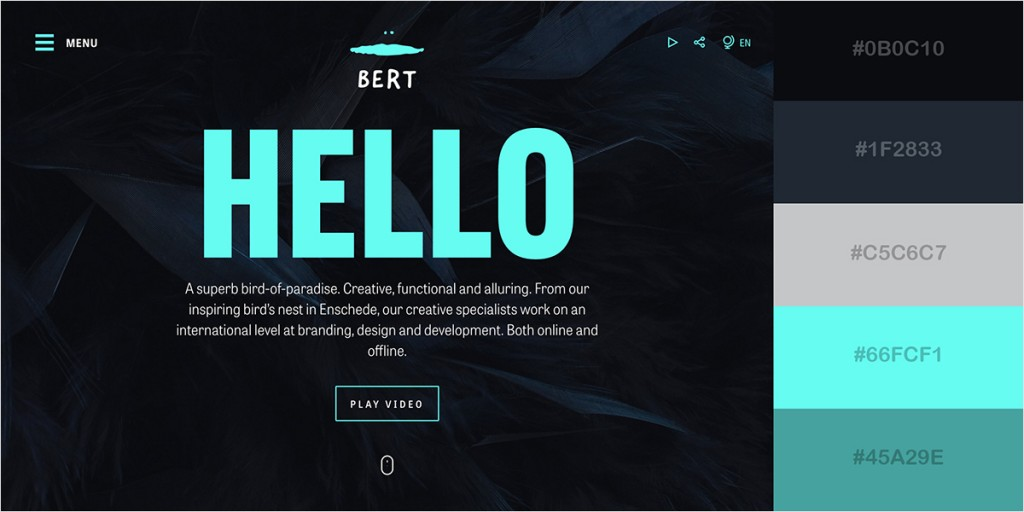 MENU
EN
BERT
HELLO
A superb bird-of-paradise. Creative, functional and alluring. From our
inspiring bird's nest in Enschede, our creative specialists work on an
international level at branding, design and development. Both online and
offline.
PLAY VIDEO
#0B0C10
#1F2833
#C5C6C7
#66FCF1
#45A29E